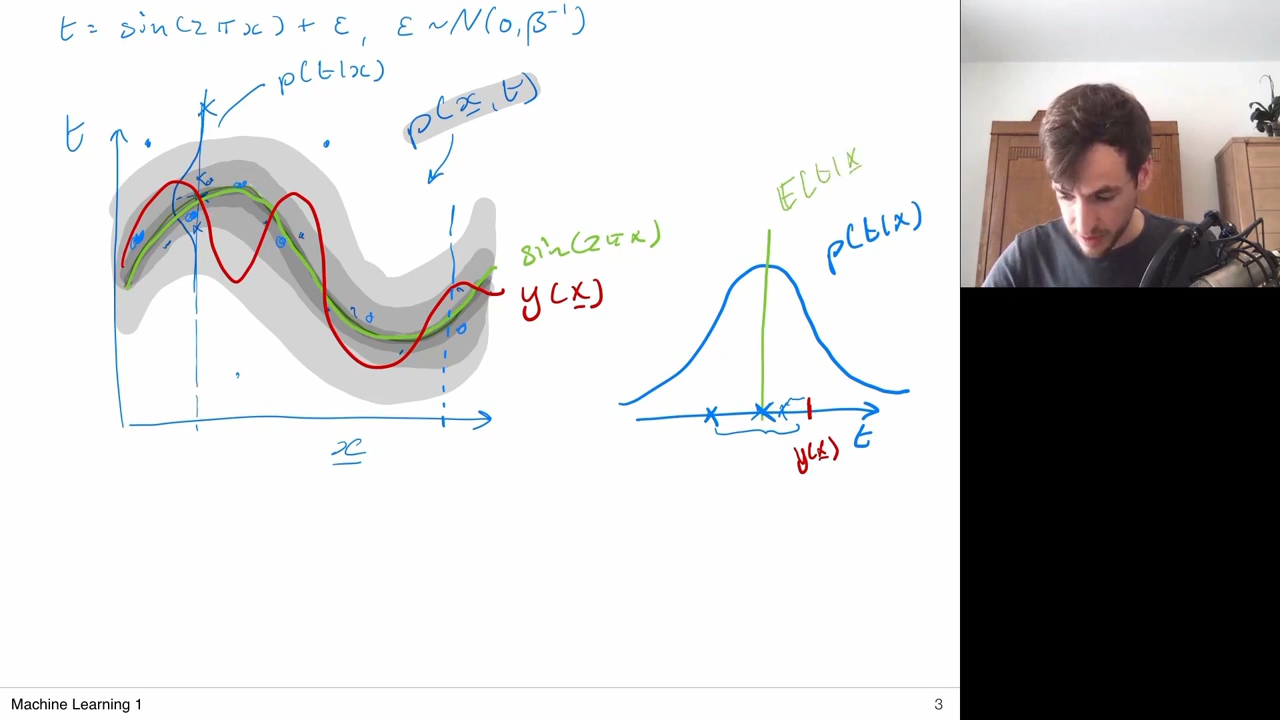 t = sin(2πx) + ε, ε ~ N(0, β⁻¹)
p(t|x)
t
p(x, t)
sin(2πx)
y(x)
x
E[t|x
p(t|x)
t
y(x)
Machine Learning 1
3